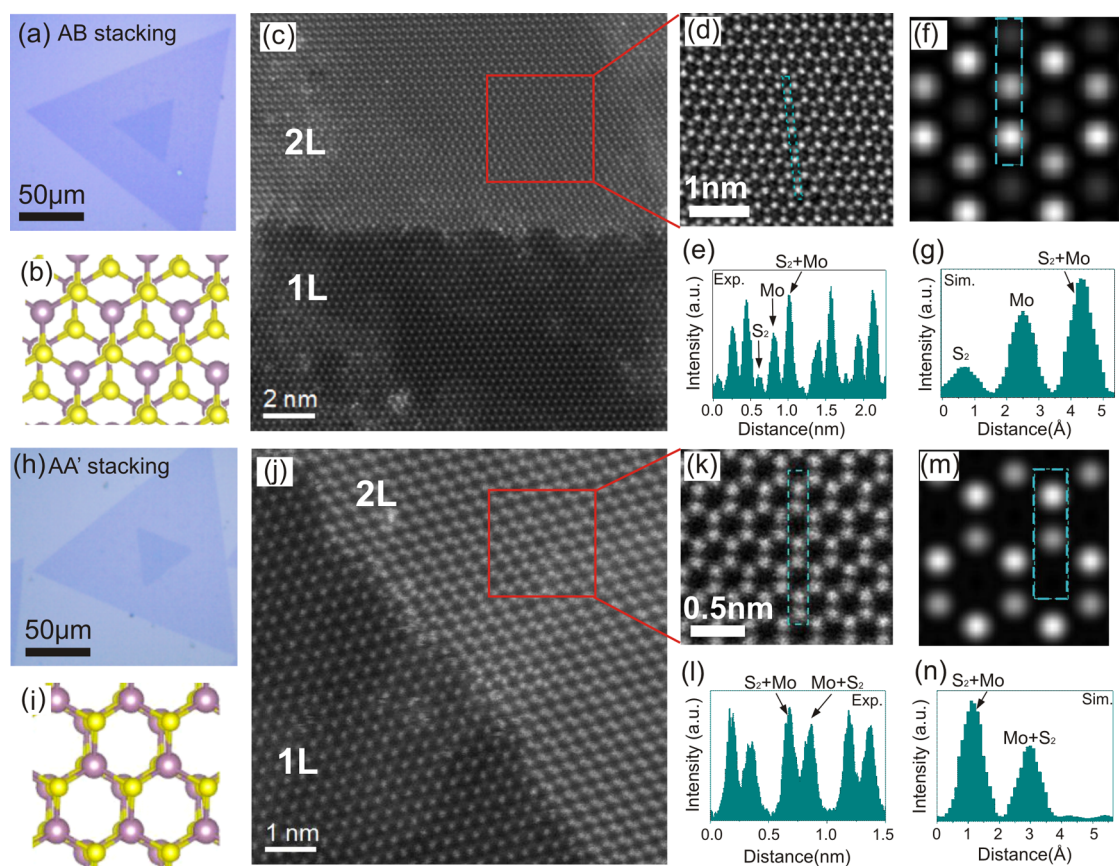 (a) AB stacking
50μm
(b)
(c)
2L
1L
2 nm
(d)
1nm
(e)
Exp.
S₂
Mo
S₂+Mo
Intensity (a.u.)
0.0 0.5 1.0 1.5 2.0
Distance(nm)
(f)
(g)
Sim.
S₂
Mo
S₂+Mo
Intensity (a.u.)
0 1 2 3 4 5
Distance(Å)
(h) AA' stacking
50μm
(i)
(j)
2L
1L
1 nm
(k)
0.5nm
(l)
S₂+Mo
Mo+S₂
Exp.
Intensity (a.u.)
0.0 0.5 1.0 1.5
Distance(nm)
(m)
(n)
S₂+Mo
Sim.
Mo+S₂
Intensity (a.u.)
0 1 2 3 4 5
Distance(Å)